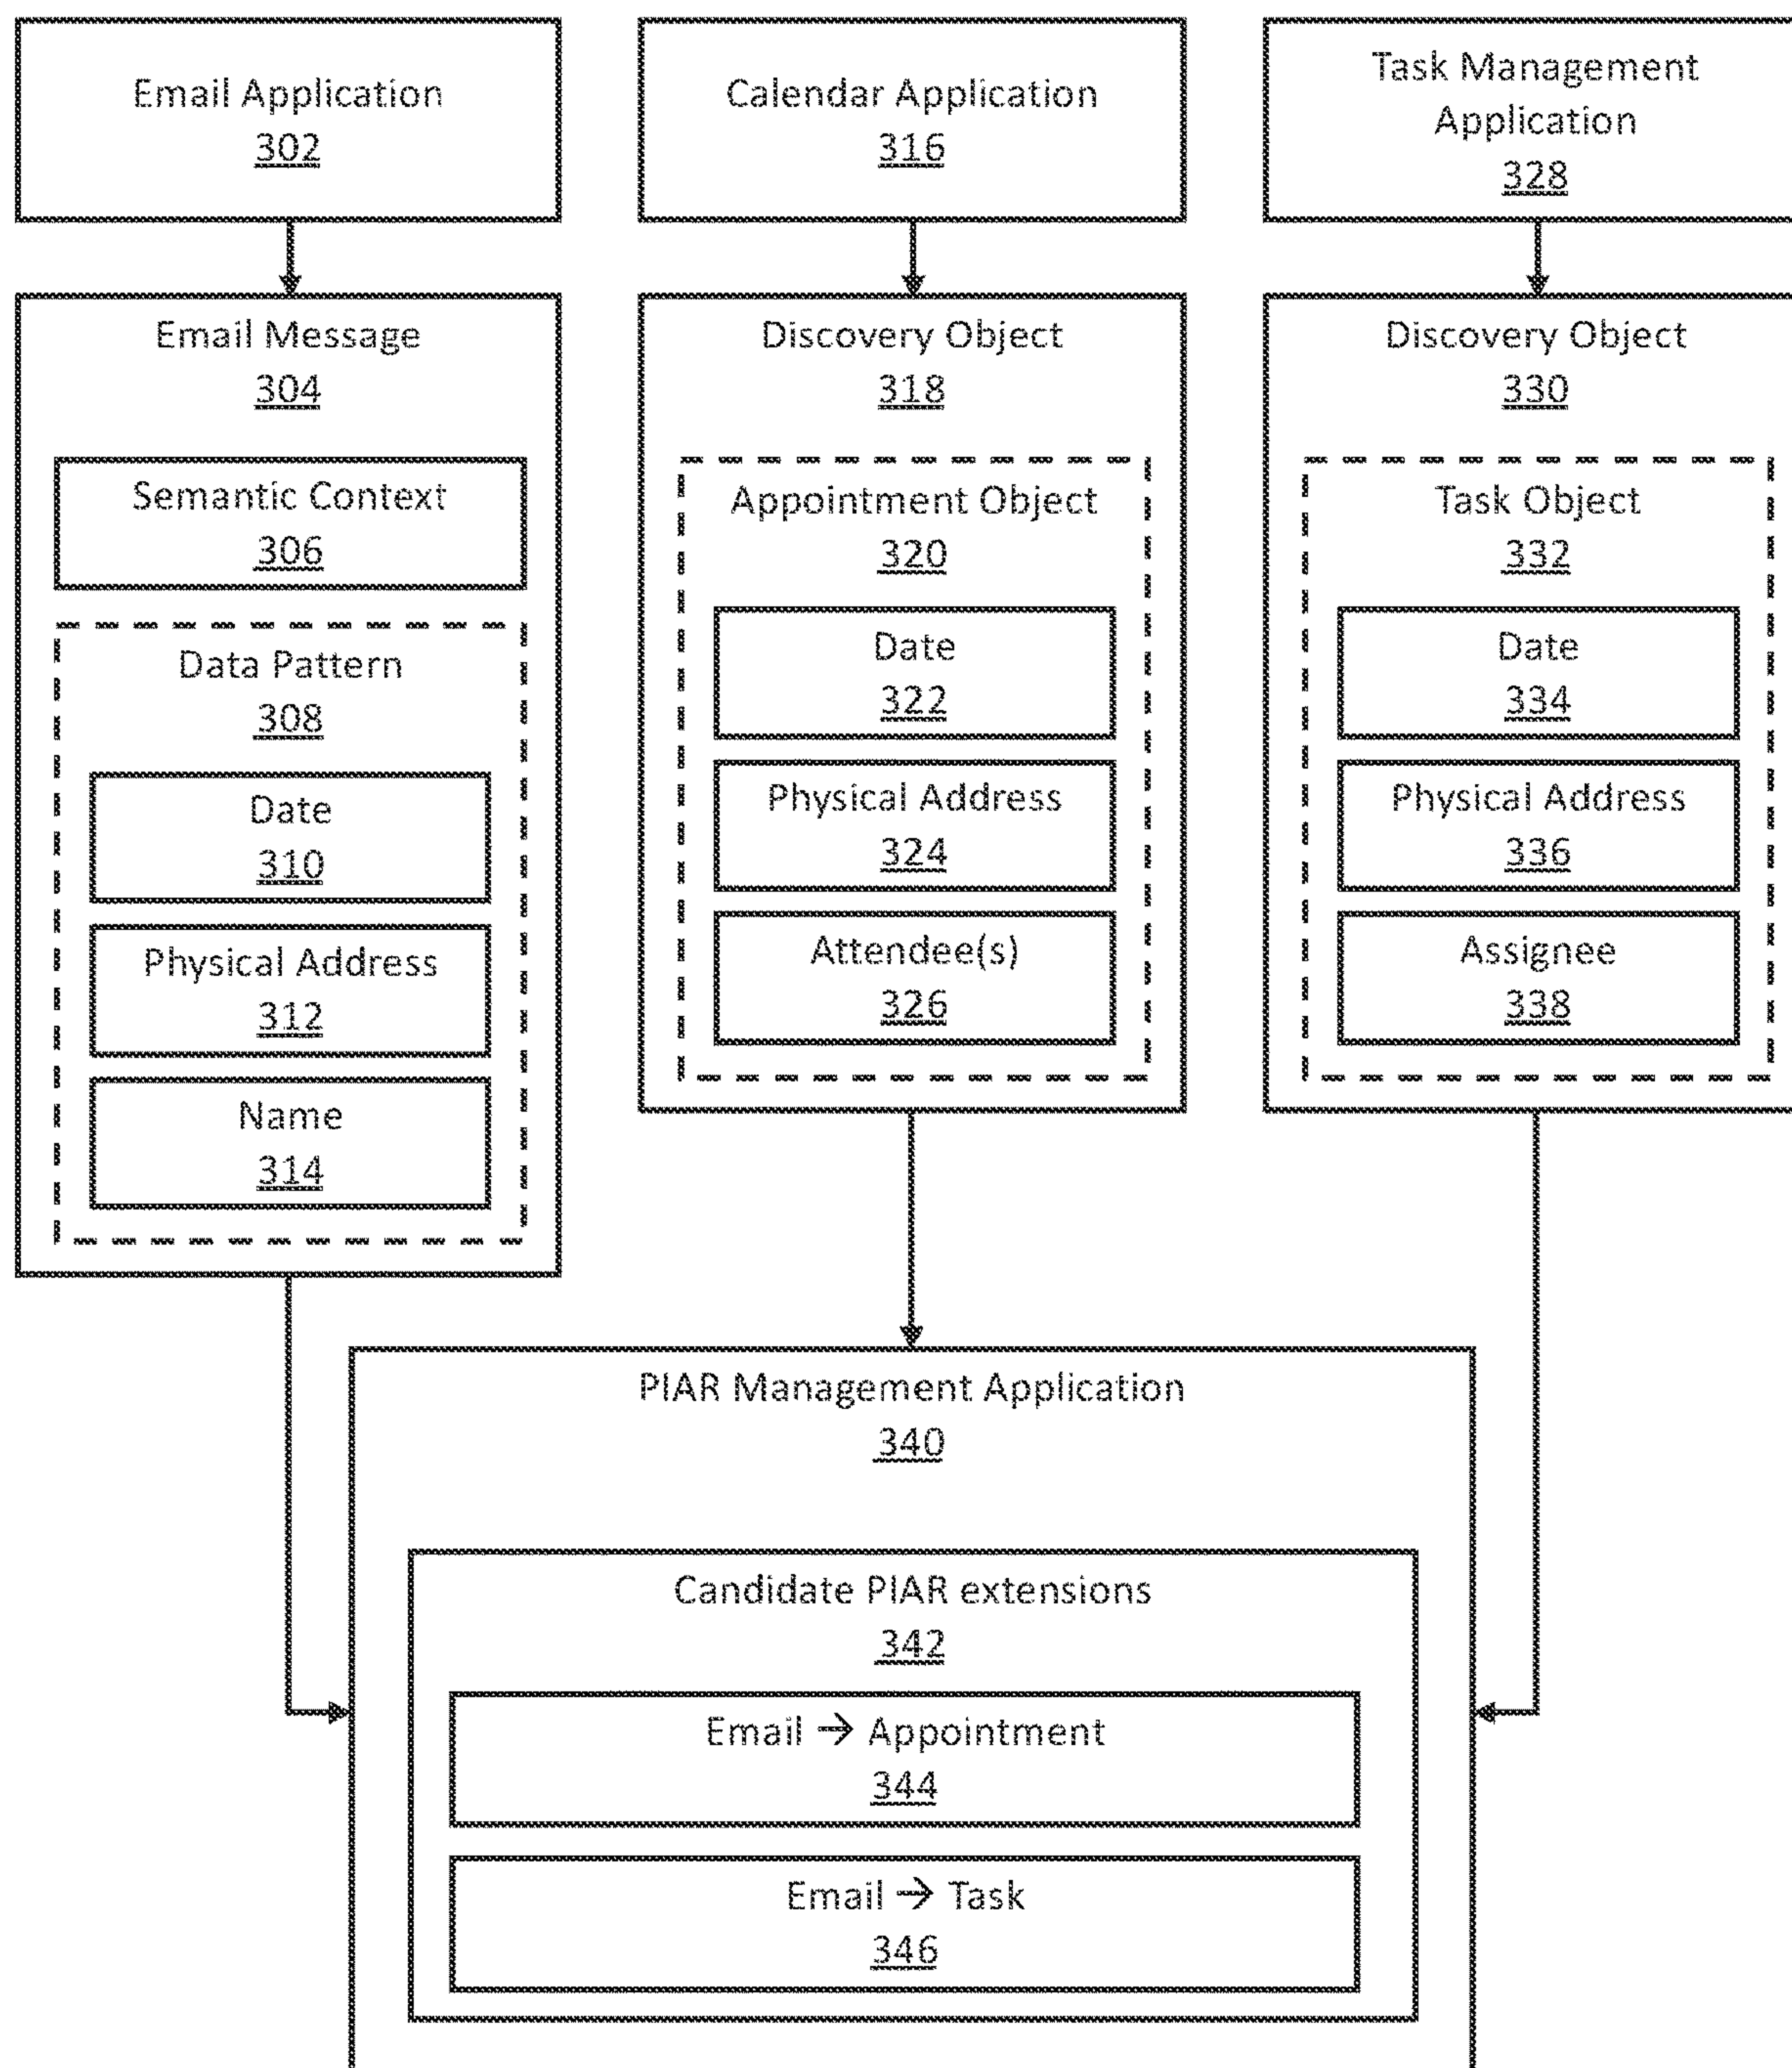 Email Application
302
Calendar Application
316
Task Management
Application
328
Email Message
304
Semantic Context
306
Data Pattern
308
Date
310
Physical Address
312
Name
314
Discovery Object
318
Appointment Object
320
Date
322
Physical Address
324
Attendee(s)
326
Discovery Object
330
Task Object
332
Date
334
Physical Address
336
Assignee
338
PIAR Management Application
340
Candidate PIAR extensions
342
Email → Appointment
344
Email → Task
346